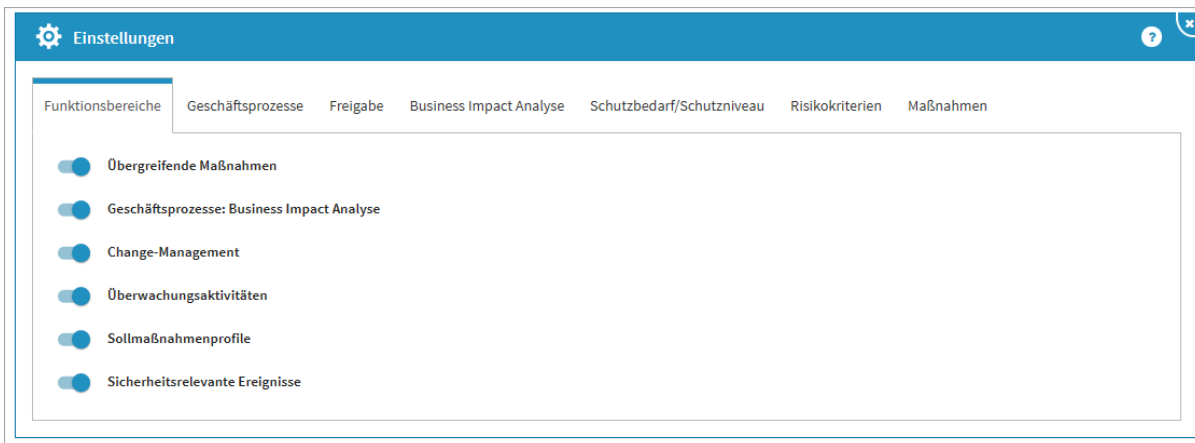 Einstellungen
?
Funktionsbereiche Geschäftsprozesse Freigabe Business Impact Analyse Schutzbedarf/Schutzniveau Risikokriterien Maßnahmen
Übergreifende Maßnahmen
Geschäftsprozesse: Business Impact Analyse
Change-Management
Überwachungsaktivitäten
Sollmaßnahmenprofile
Sicherheitsrelevante Ereignisse